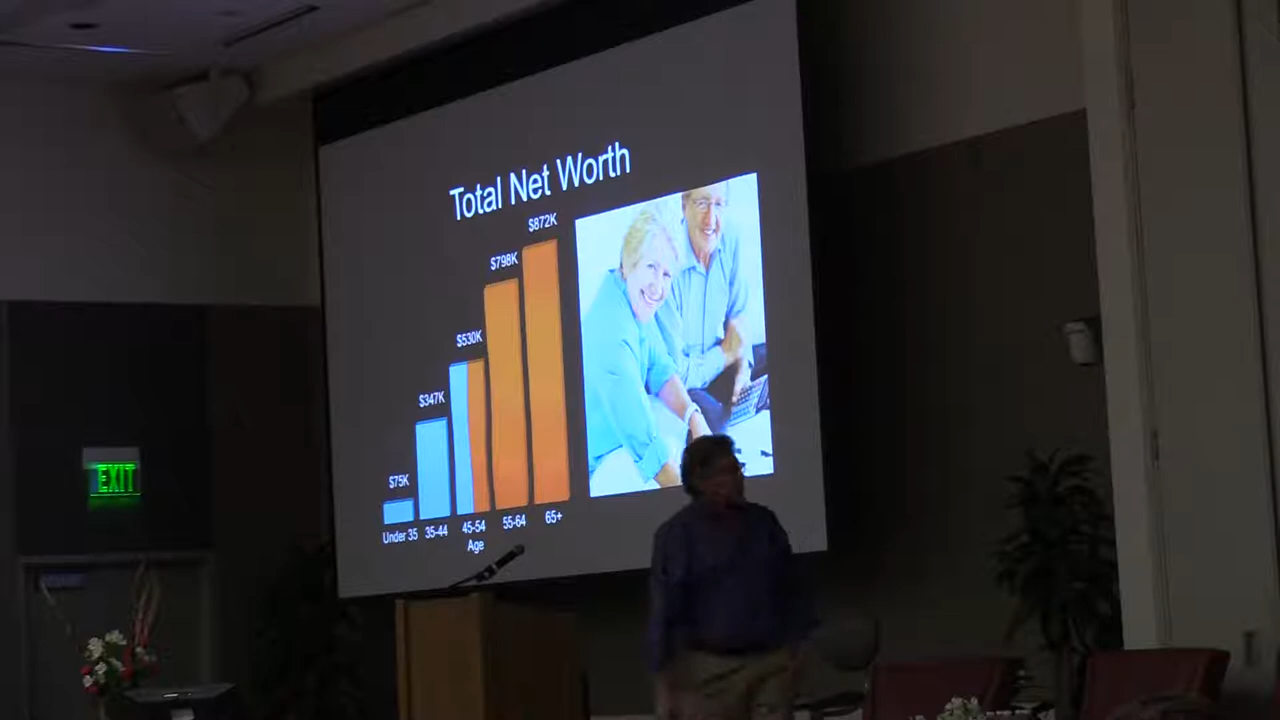 Total Net Worth
$872K
$798K
$530K
$347K
$75K
Under 35 35-44 45-54 55-64 65+
Age
EXIT